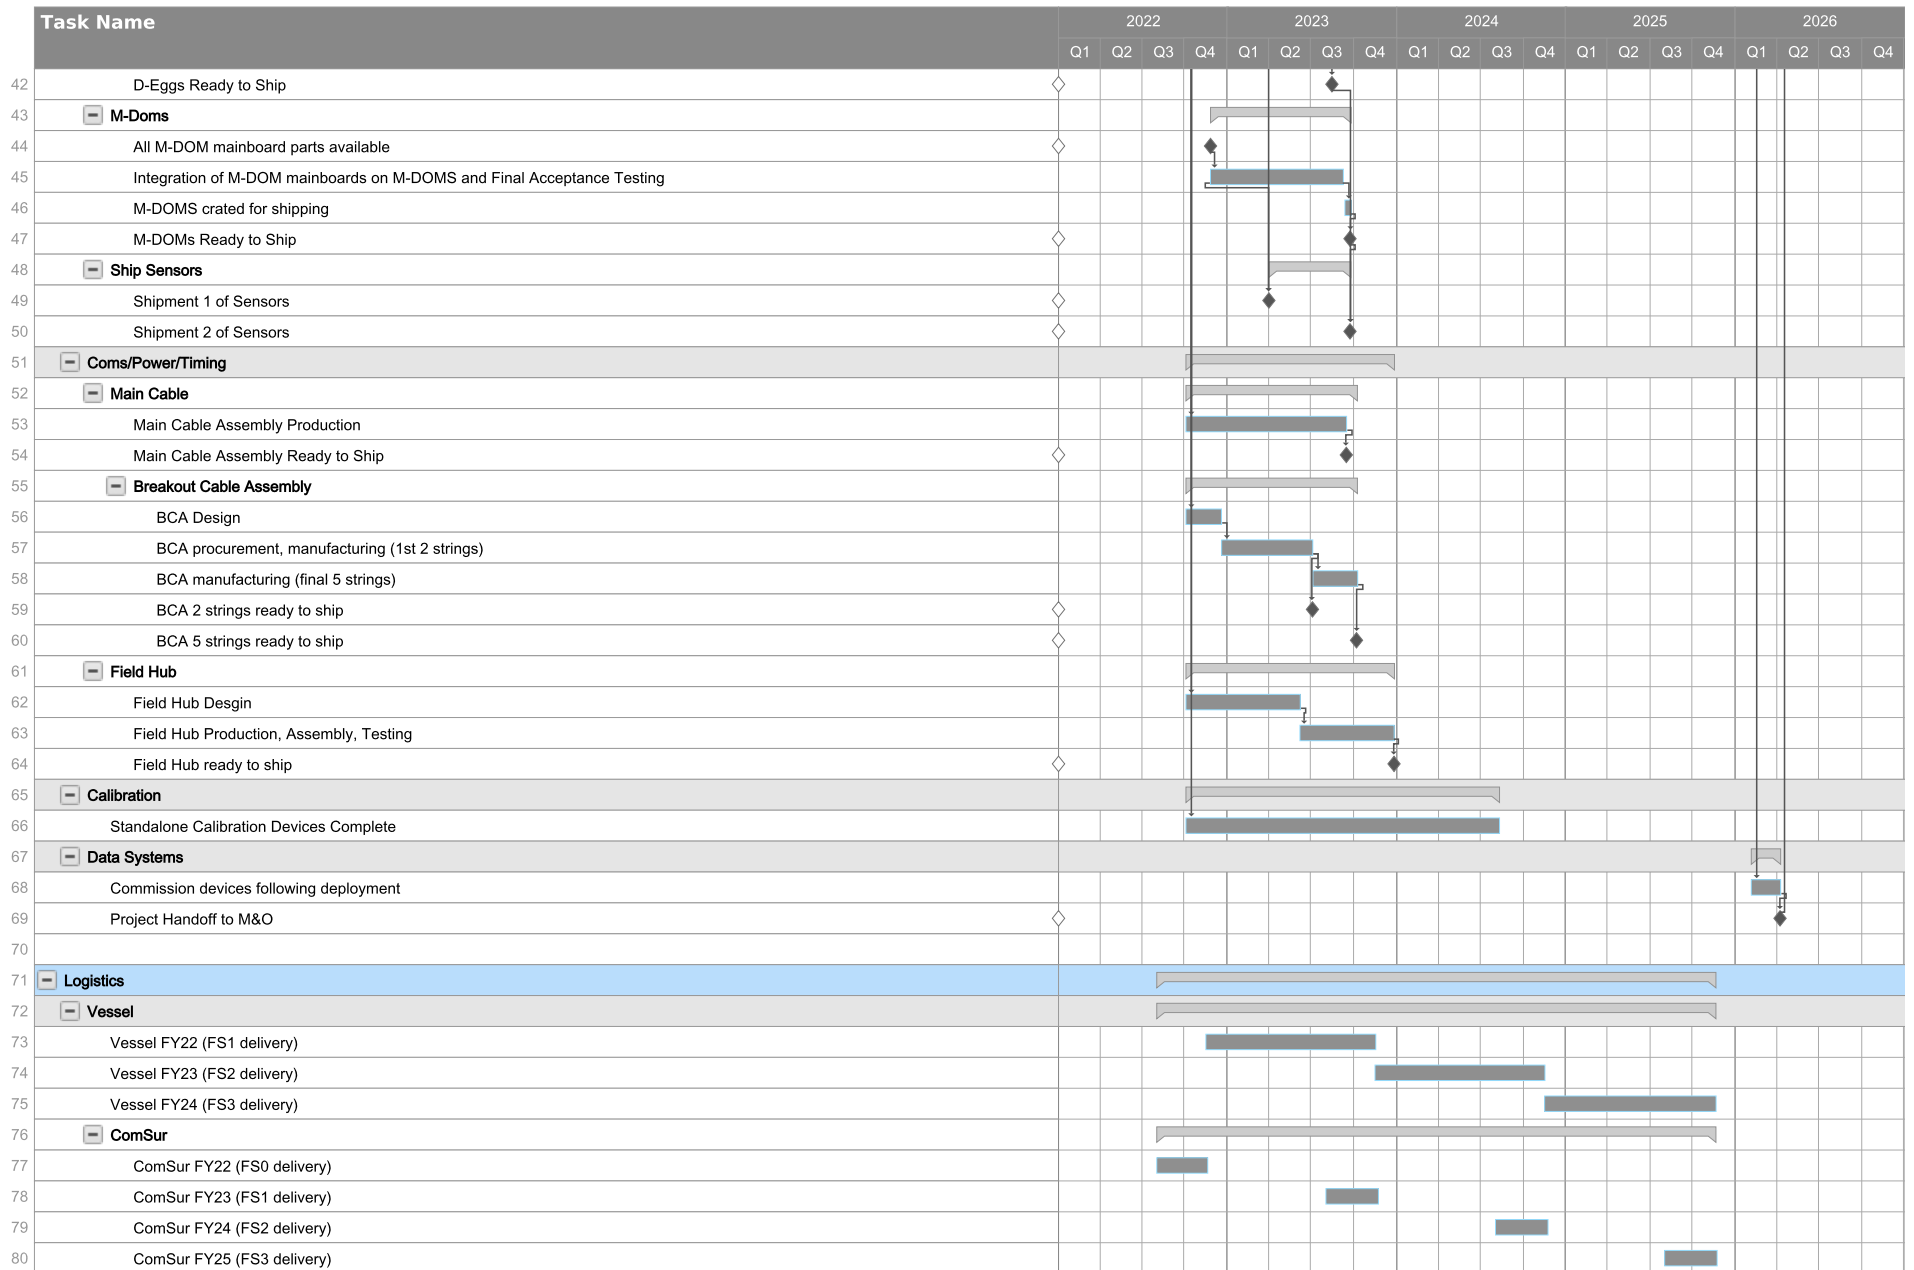 Task Name
2022 2023 2024 2025 2026
Q1 Q2 Q3 Q4 Q1 Q2 Q3 Q4 Q1 Q2 Q3 Q4 Q1 Q2 Q3 Q4 Q1 Q2 Q3 Q4
42 D-Eggs Ready to Ship
43 M-Doms
44 All M-DOM mainboard parts available
45 Integration of M-DOM mainboards on M-DOMS and Final Acceptance Testing
46 M-DOMS crated for shipping
47 M-DOMs Ready to Ship
48 Ship Sensors
49 Shipment 1 of Sensors
50 Shipment 2 of Sensors
51 Coms/Power/Timing
52 Main Cable
53 Main Cable Assembly Production
54 Main Cable Assembly Ready to Ship
55 Breakout Cable Assembly
56 BCA Design
57 BCA procurement, manufacturing (1st 2 strings)
58 BCA manufacturing (final 5 strings)
59 BCA 2 strings ready to ship
60 BCA 5 strings ready to ship
61 Field Hub
62 Field Hub Desgin
63 Field Hub Production, Assembly, Testing
64 Field Hub ready to ship
65 Calibration
66 Standalone Calibration Devices Complete
67 Data Systems
68 Commission devices following deployment
69 Project Handoff to M&O
70
71 Logistics
72 Vessel
73 Vessel FY22 (FS1 delivery)
74 Vessel FY23 (FS2 delivery)
75 Vessel FY24 (FS3 delivery)
76 ComSur
77 ComSur FY22 (FS0 delivery)
78 ComSur FY23 (FS1 delivery)
79 ComSur FY24 (FS2 delivery)
80 ComSur FY25 (FS3 delivery)